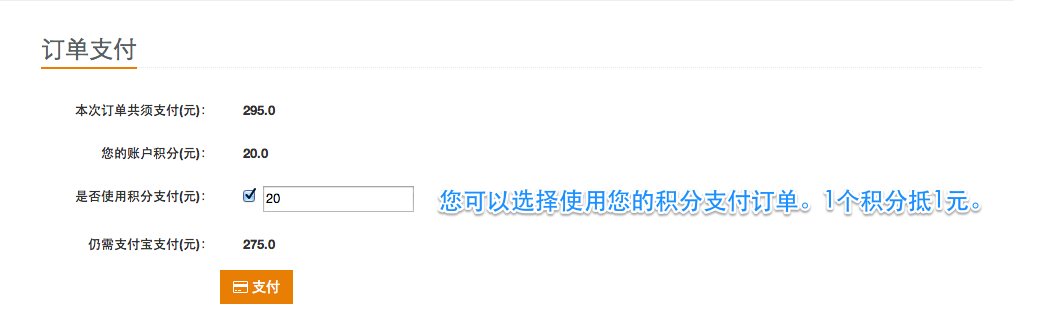 订单支付
本次订单共须支付(元)： 295.0
您的账户积分(元)： 20.0
是否使用积分支付(元)： 20 您可以选择使用您的积分支付订单。1个积分抵1元。
仍需支付宝支付(元)： 275.0
支付